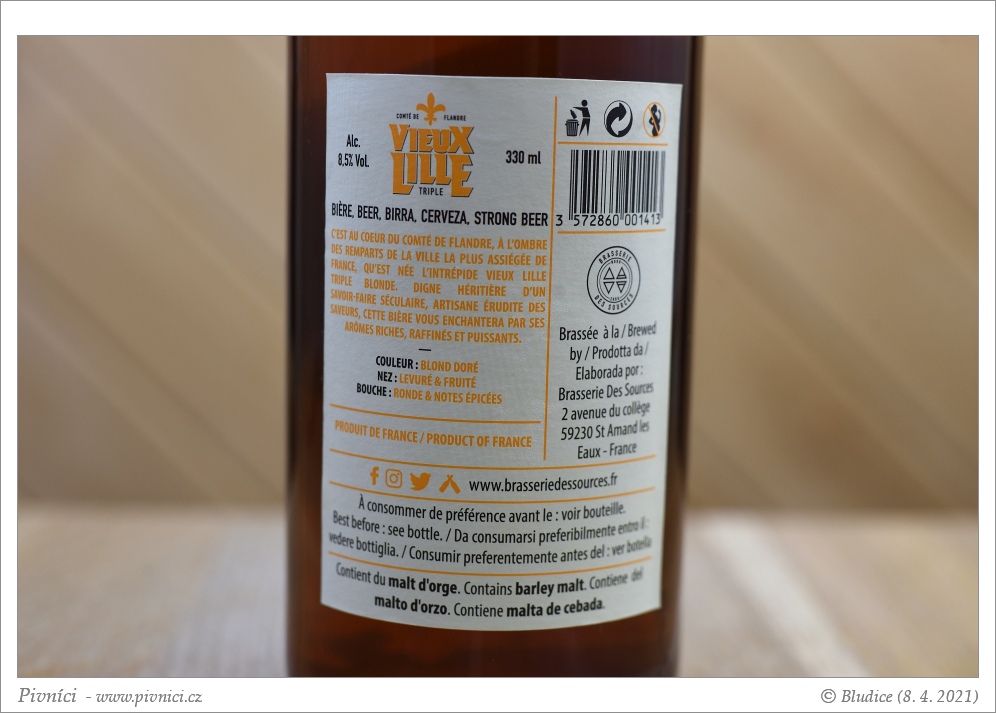 COMTÉ DE FLANDRE
VIEUX
LILLE
TRIPLE
Alc.
8,5% Vol.
330 ml
BIÈRE, BEER, BIRRA, CERVEZA, STRONG BEER
C'EST AU COEUR DU COMTÉ DE FLANDRE, À L'OMBRE
DES REMPARTS DE LA VILLE LA PLUS ASSIÉGÉE DE
FRANCE, QU'EST NÉE L'INTRÉPIDE VIEUX LILLE
TRIPLE BLONDE. DIGNE HÉRITIÈRE D'UN
SAVOIR-FAIRE SÉCULAIRE, ARTISANE ÉRUDITE DES
SAVEURS, CETTE BIÈRE VOUS ENCHANTERA PAR SES
ARÔMES RICHES, RAFFINÉS ET PUISSANTS.
COULEUR : BLOND DORÉ
NEZ : LEVURÉ & FRUITÉ
BOUCHE : RONDE & NOTES ÉPICÉES
PRODUIT DE FRANCE / PRODUCT OF FRANCE
3 572860 001413
BRASSERIE
DES SOURCES
Brassée à la / Brewed
by / Prodotta da /
Elaborada por :
Brasserie Des Sources
2 avenue du collège
59230 St Amand les
Eaux - France
www.brasseriedessources.fr
À consommer de préférence avant le : voir bouteille.
Best before : see bottle. / Da consumarsi preferibilmente entro il :
vedere bottiglia. / Consumir preferentemente antes del : ver botella
Contient du malt d'orge. Contains barley malt. Contiene del
malto d'orzo. Contiene malta de cebada.
Pivníci - www.pivnici.cz
© Bludice (8. 4. 2021)